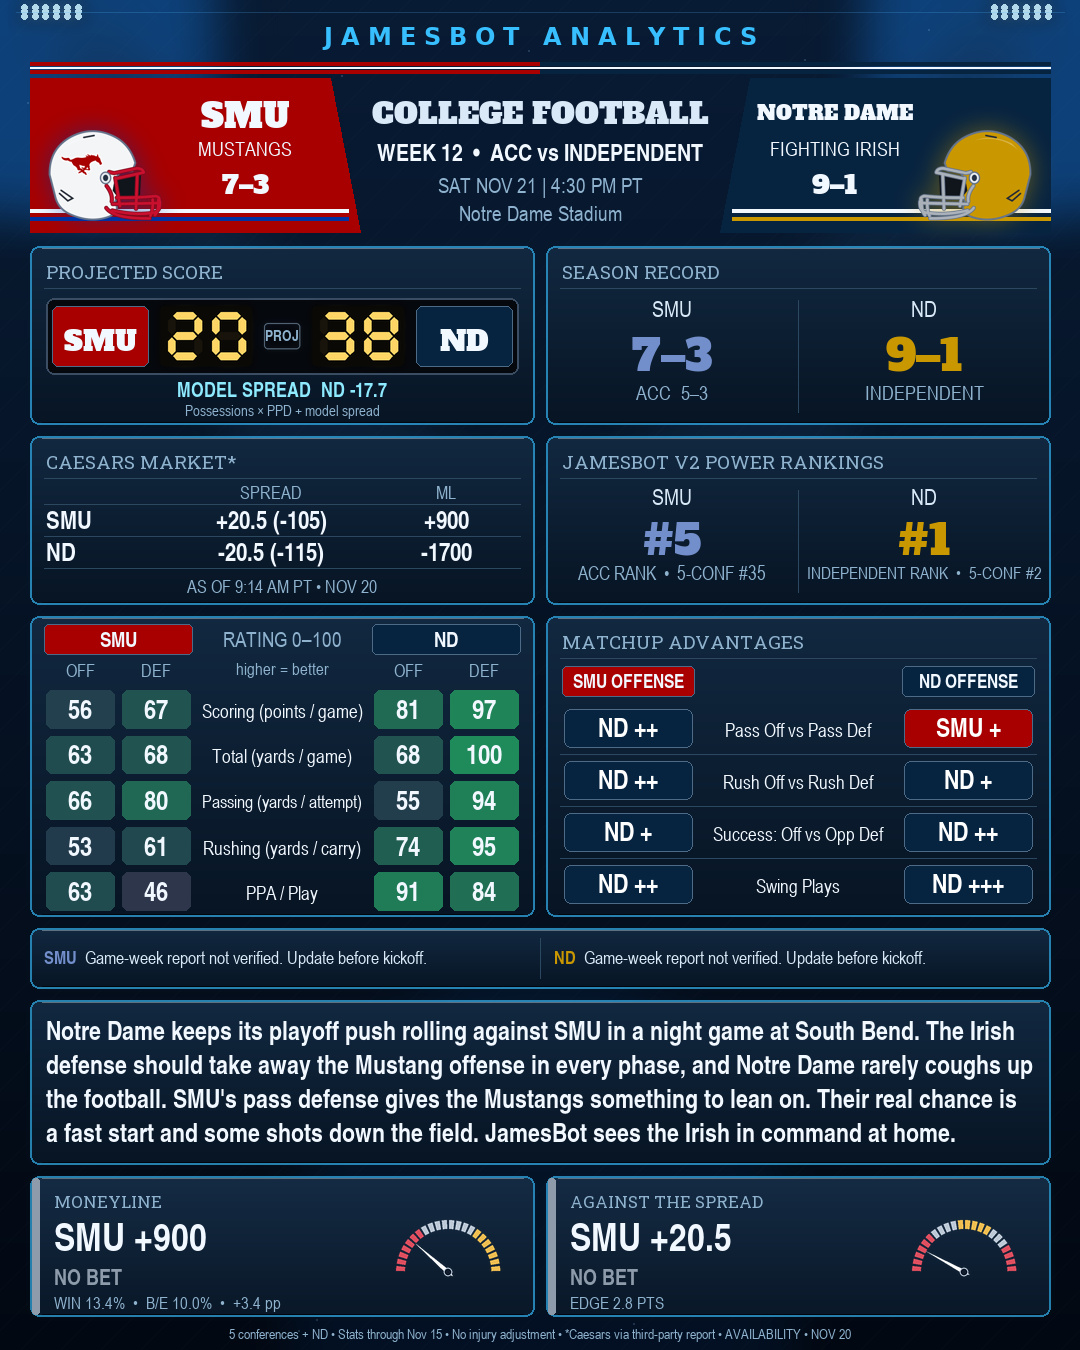 JAMESBOT ANALYTICS
SMU
MUSTANGS
7–3
COLLEGE FOOTBALL
WEEK 12 • ACC vs INDEPENDENT
SAT NOV 21 | 4:30 PM PT
Notre Dame Stadium
NOTRE DAME
FIGHTING IRISH
9–1
PROJECTED SCORE
SMU 20 PROJ 38 ND
MODEL SPREAD ND -17.7
Possessions × PPD + model spread
SEASON RECORD
SMU ND
7–3 9–1
ACC 5–3 INDEPENDENT
CAESARS MARKET*
SPREAD ML
SMU +20.5 (-105) +900
ND -20.5 (-115) -1700
AS OF 9:14 AM PT • NOV 20
JAMESBOT V2 POWER RANKINGS
SMU ND
#5 #1
ACC RANK • 5-CONF #35 INDEPENDENT RANK • 5-CONF #2
SMU RATING 0–100 ND
OFF DEF higher = better OFF DEF
56 67 Scoring (points / game) 81 97
63 68 Total (yards / game) 68 100
66 80 Passing (yards / attempt) 55 94
53 61 Rushing (yards / carry) 74 95
63 46 PPA / Play 91 84
MATCHUP ADVANTAGES
SMU OFFENSE ND OFFENSE
ND ++ Pass Off vs Pass Def SMU +
ND ++ Rush Off vs Rush Def ND +
ND + Success: Off vs Opp Def ND ++
ND ++ Swing Plays ND +++
SMU Game-week report not verified. Update before kickoff.
ND Game-week report not verified. Update before kickoff.
Notre Dame keeps its playoff push rolling against SMU in a night game at South Bend. The Irish
defense should take away the Mustang offense in every phase, and Notre Dame rarely coughs up
the football. SMU's pass defense gives the Mustangs something to lean on. Their real chance is
a fast start and some shots down the field. JamesBot sees the Irish in command at home.
MONEYLINE
SMU +900
NO BET
WIN 13.4% • B/E 10.0% • +3.4 pp
AGAINST THE SPREAD
SMU +20.5
NO BET
EDGE 2.8 PTS
5 conferences + ND • Stats through Nov 15 • No injury adjustment • *Caesars via third-party report • AVAILABILITY • NOV 20